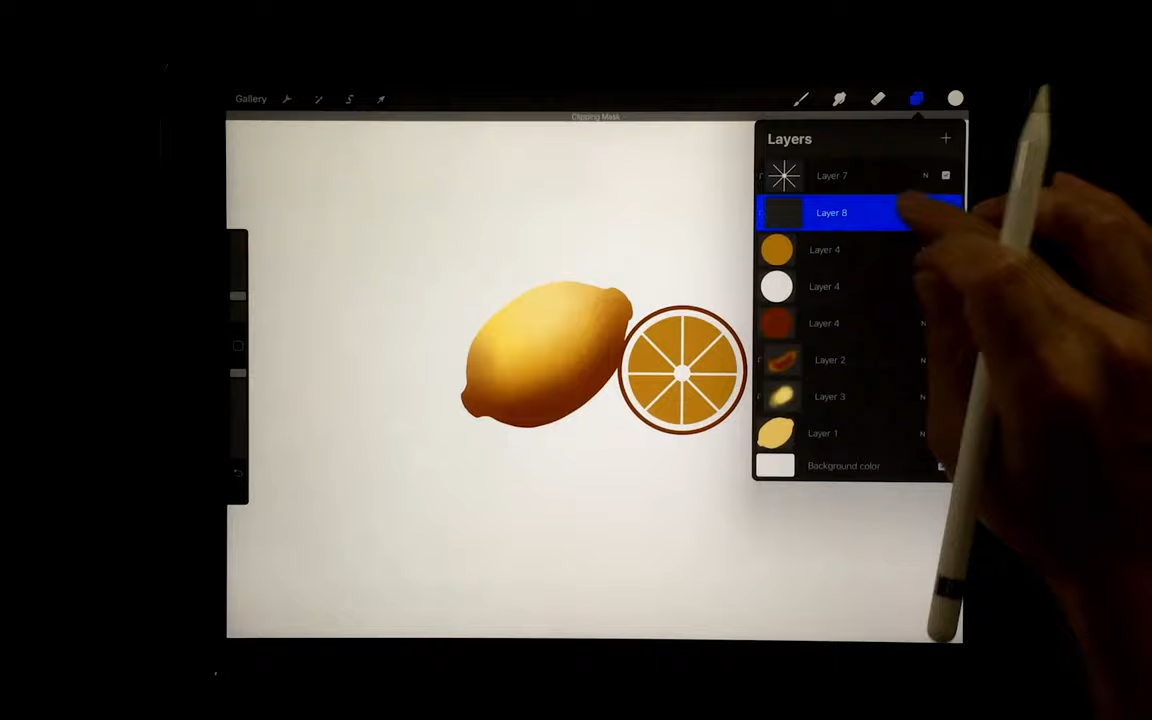 Gallery
Clipping Mask
Layers
Layer 7 N
Layer 8
Layer 4
Layer 4
Layer 4 N
Layer 2 N
Layer 3 N
Layer 1 N
Background color